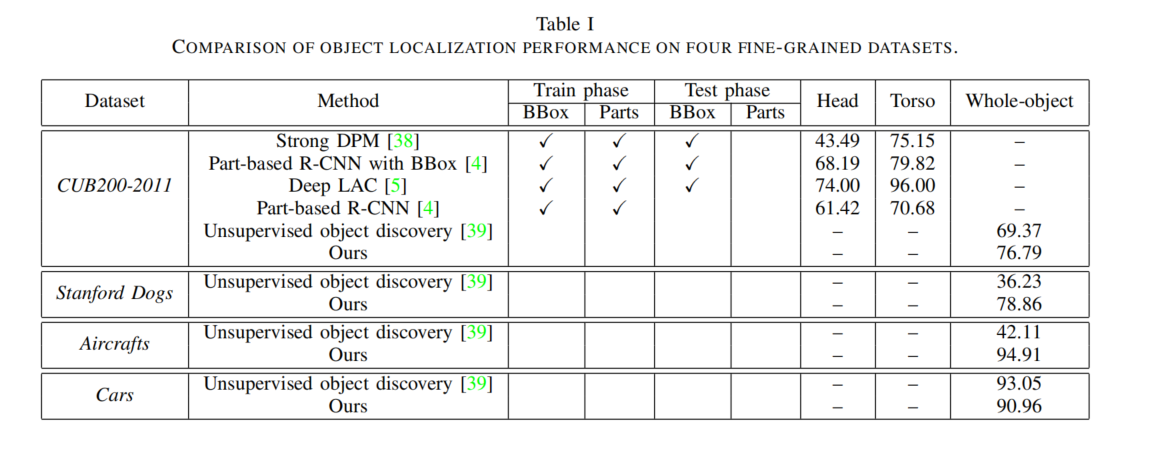 Table I
COMPARISON OF OBJECT LOCALIZATION PERFORMANCE ON FOUR FINE-GRAINED DATASETS.
Dataset Method Train phase Test phase Head Torso Whole-object
BBox Parts BBox Parts
CUB200-2011
Strong DPM [38] ✓ ✓ ✓ 43.49 75.15 –
Part-based R-CNN with BBox [4] ✓ ✓ ✓ 68.19 79.82 –
Deep LAC [5] ✓ ✓ ✓ 74.00 96.00 –
Part-based R-CNN [4] ✓ ✓ 61.42 70.68 –
Unsupervised object discovery [39] – – 69.37
Ours – – 76.79
Stanford Dogs
Unsupervised object discovery [39] – – 36.23
Ours – – 78.86
Aircrafts
Unsupervised object discovery [39] – – 42.11
Ours – – 94.91
Cars
Unsupervised object discovery [39] – – 93.05
Ours – – 90.96